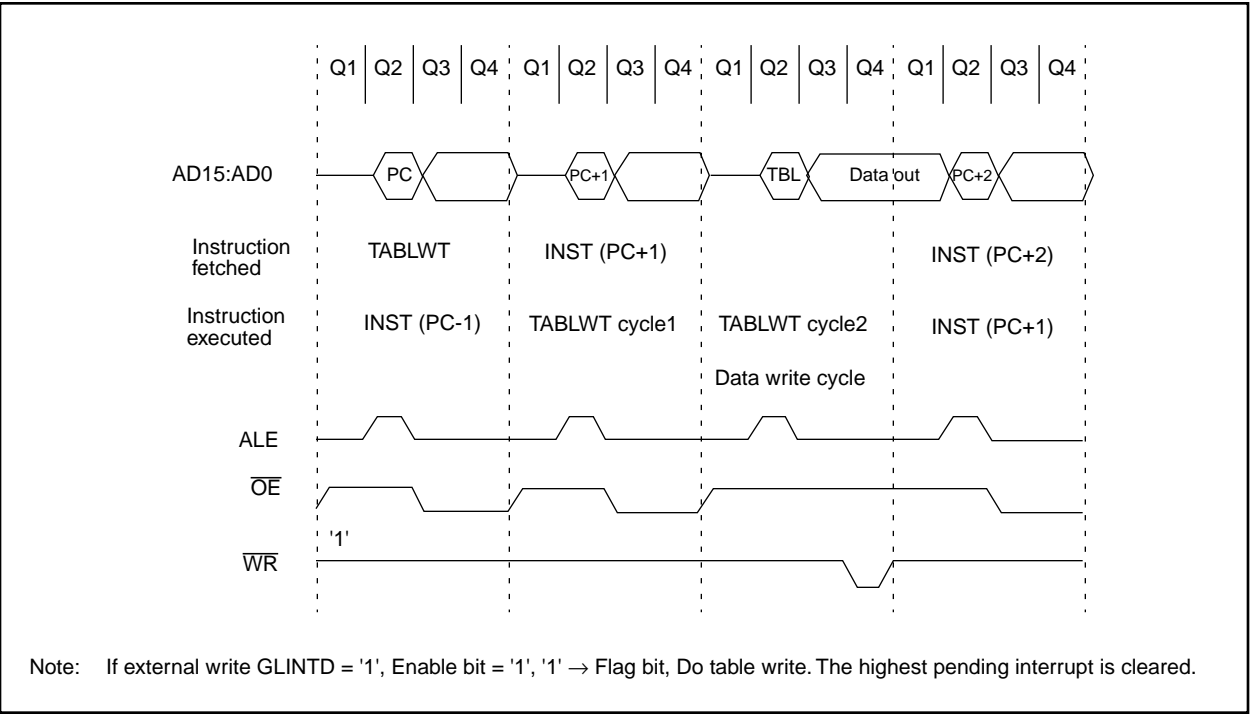 Q1 Q2 Q3 Q4 Q1 Q2 Q3 Q4 Q1 Q2 Q3 Q4 Q1 Q2 Q3 Q4
AD15:AD0 PC PC+1 TBL Data out PC+2
Instruction
fetched
TABLWT INST (PC+1) INST (PC+2)
Instruction
executed
INST (PC-1) TABLWT cycle1 TABLWT cycle2 INST (PC+1)
Data write cycle
ALE
OE
'1'
WR
Note: If external write GLINTD = '1', Enable bit = '1', '1' → Flag bit, Do table write. The highest pending interrupt is cleared.